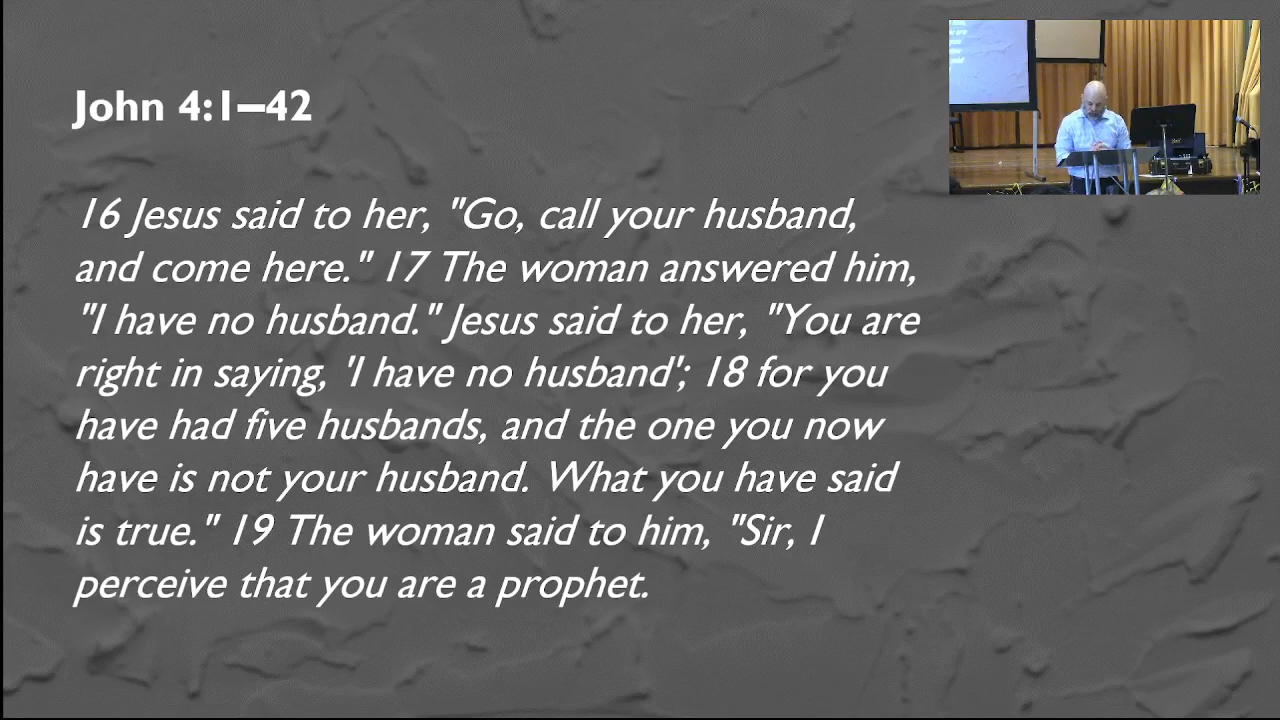 John 4:1—42
16 Jesus said to her, "Go, call your husband,
and come here." 17 The woman answered him,
"I have no husband." Jesus said to her, "You are
right in saying, 'I have no husband'; 18 for you
have had five husbands, and the one you now
have is not your husband. What you have said
is true." 19 The woman said to him, "Sir, I
perceive that you are a prophet.